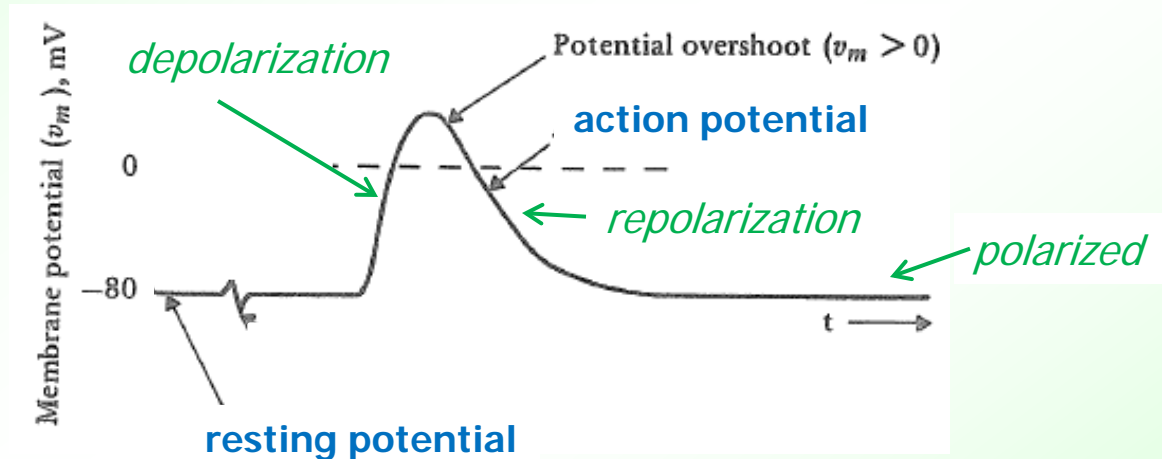 Membrane potential (v_m), mV
depolarization
Potential overshoot (v_m > 0)
action potential
0
repolarization
polarized
−80
t
resting potential